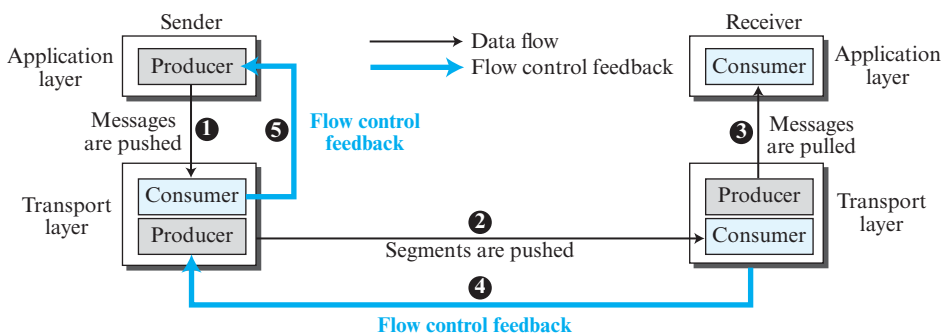 Sender
Receiver
Application
layer
Producer
Data flow
Flow control feedback
Consumer
Application
layer
Messages
are pushed
1
5
Flow control
feedback
3
Messages
are pulled
Transport
layer
Consumer
Producer
2
Segments are pushed
Producer
Consumer
Transport
layer
4
Flow control feedback